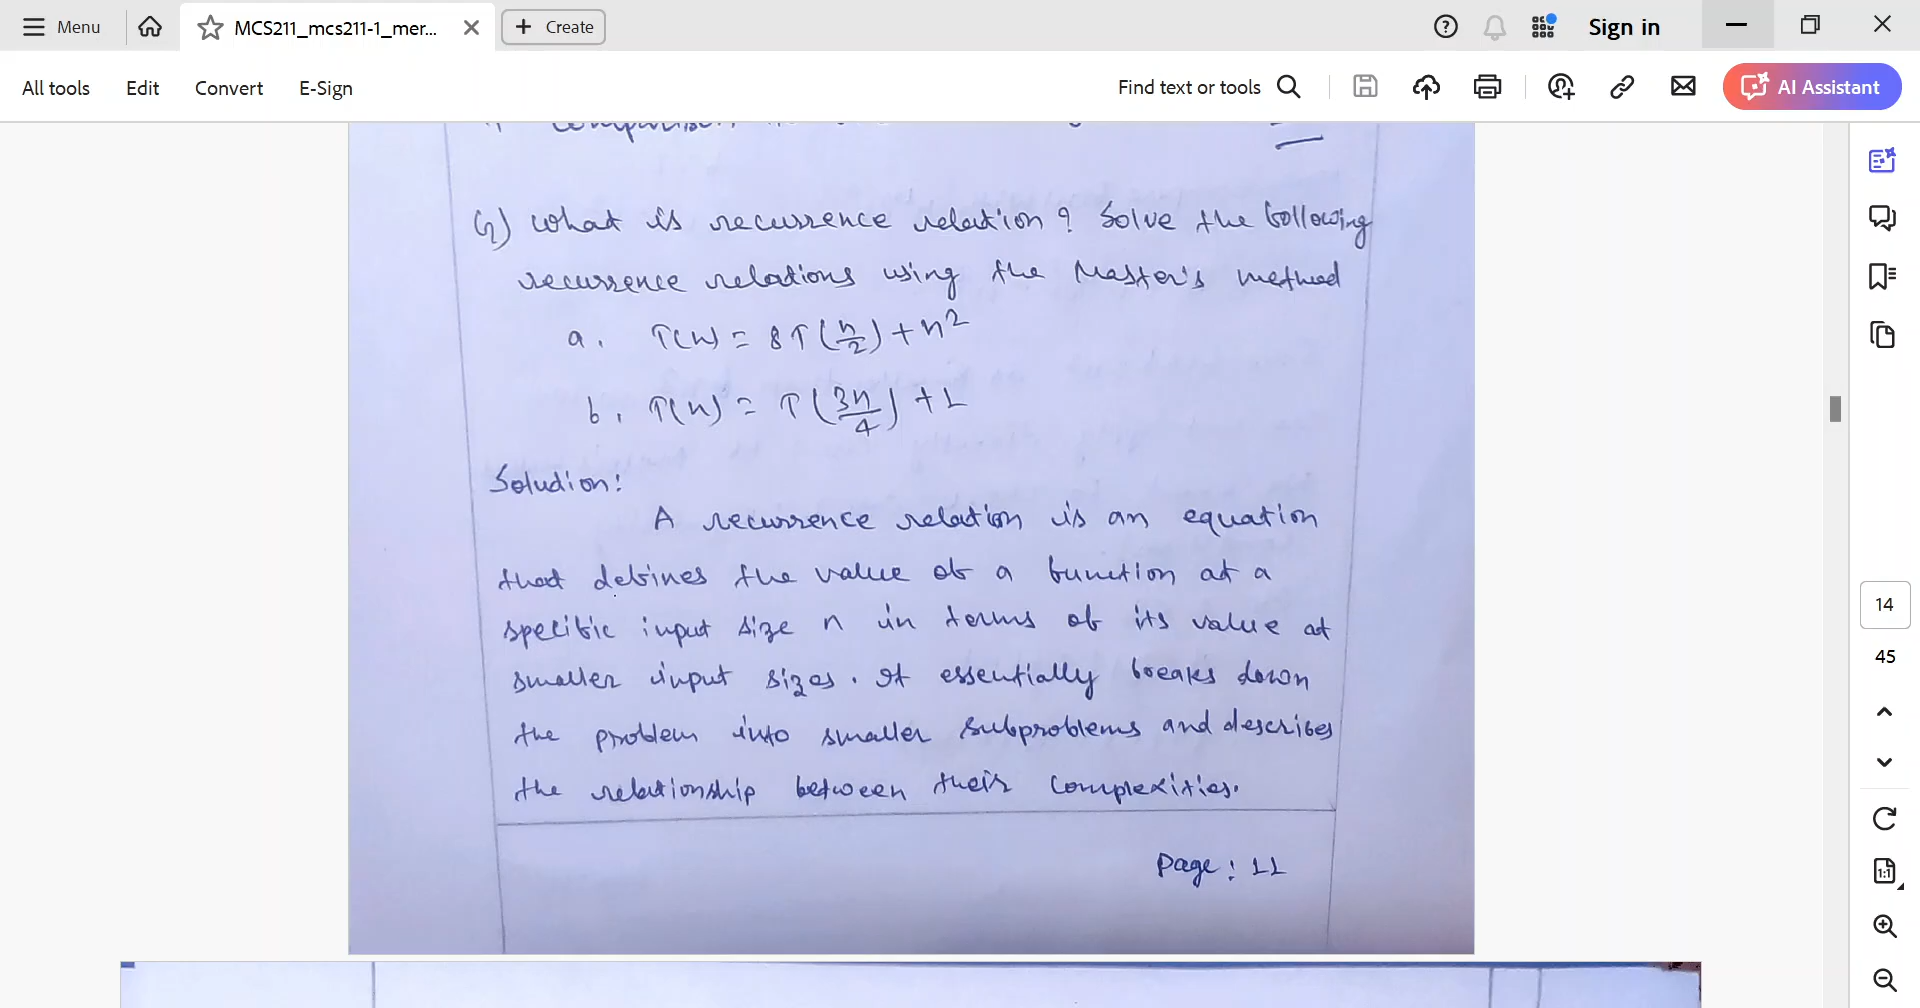 Menu
MCS211_mcs211-1_mer...
Create
Sign in
All tools
Edit
Convert
E-Sign
Find text or tools
AI Assistant
G) What is recurrence relation? Solve the following
recurrence relations using the Master's method
a. T(n) = 8T(n/2) + n²
b. T(n) = T(3n/4) + 1
Solution:
A recurrence relation is an equation
that defines the value of a function at a
specific input size n in terms of its value at
smaller input sizes. It essentially breaks down
the problem into smaller subproblems and describes
the relationship between their complexities.
Page: 11
14
45